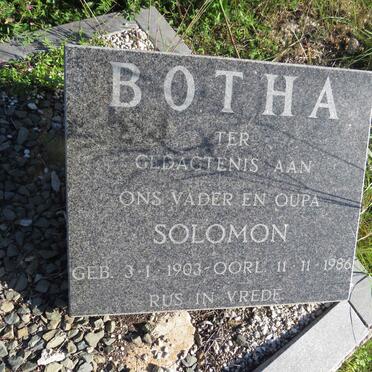 BOTHA
TER
GEDAGTENIS AAN
ONS VADER EN OUPA
SOLOMON
GEB. 3-1-1903-OORL. 11-11-1986
RUS IN VREDE